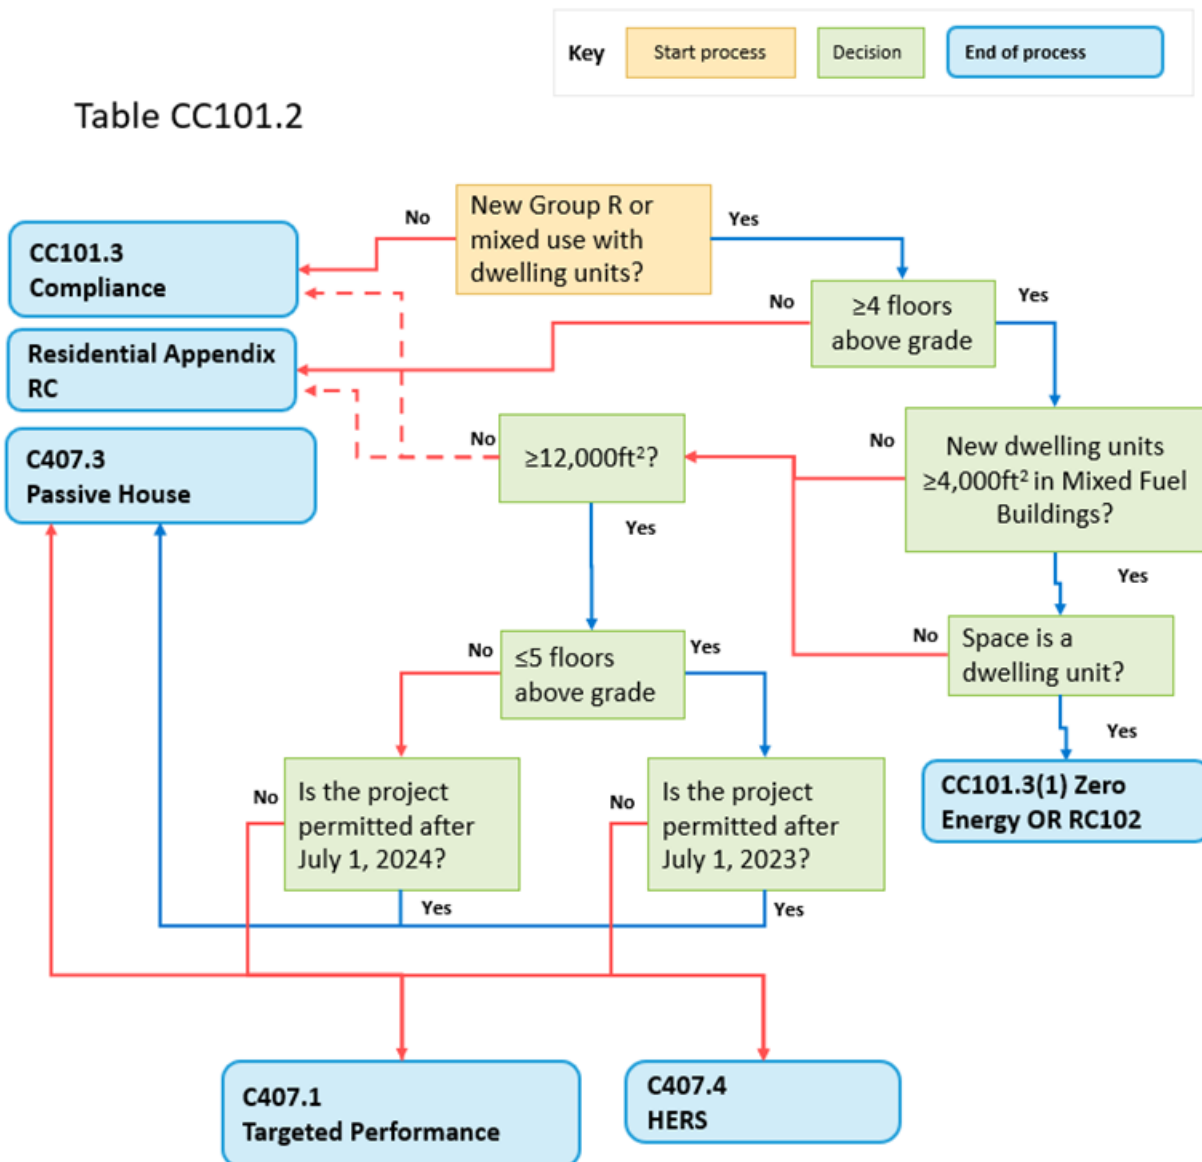 Key
Start process
Decision
End of process
Table CC101.2
No
New Group R or
mixed use with
dwelling units?
Yes
CC101.3
Compliance
No
≥4 floors
above grade
Yes
Residential Appendix
RC
No
≥12,000ft²?
No
New dwelling units
≥4,000ft² in Mixed Fuel
Buildings?
C407.3
Passive House
Yes
Yes
No
≤5 floors
above grade
Yes
No
Space is a
dwelling unit?
Yes
No
Is the project
permitted after
July 1, 2024?
No
Is the project
permitted after
July 1, 2023?
CC101.3(1) Zero
Energy OR RC102
Yes
Yes
C407.1
Targeted Performance
C407.4
HERS